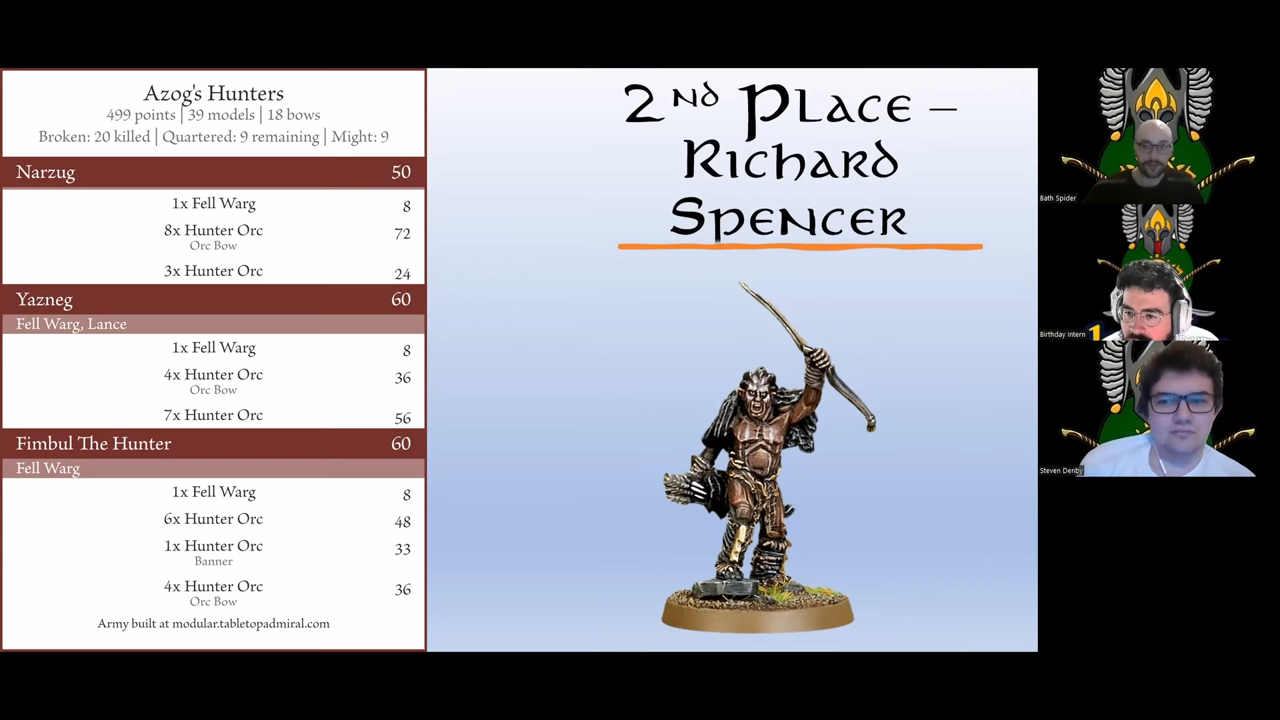 Azog's Hunters
499 points | 39 models | 18 bows
Broken: 20 killed | Quartered: 9 remaining | Might: 9
Narzug 50
1x Fell Warg 8
8x Hunter Orc 72
Orc Bow
3x Hunter Orc 24
Yazneg 60
Fell Warg, Lance
1x Fell Warg 8
4x Hunter Orc 36
Orc Bow
7x Hunter Orc 56
Fimbul The Hunter 60
Fell Warg
1x Fell Warg 8
6x Hunter Orc 48
1x Hunter Orc 33
Banner
4x Hunter Orc 36
Orc Bow
Army built at modular.tabletopadmiral.com
2nd Place –
Richard
Spencer
Bath Spider
Birthday Intern
Steven Denby